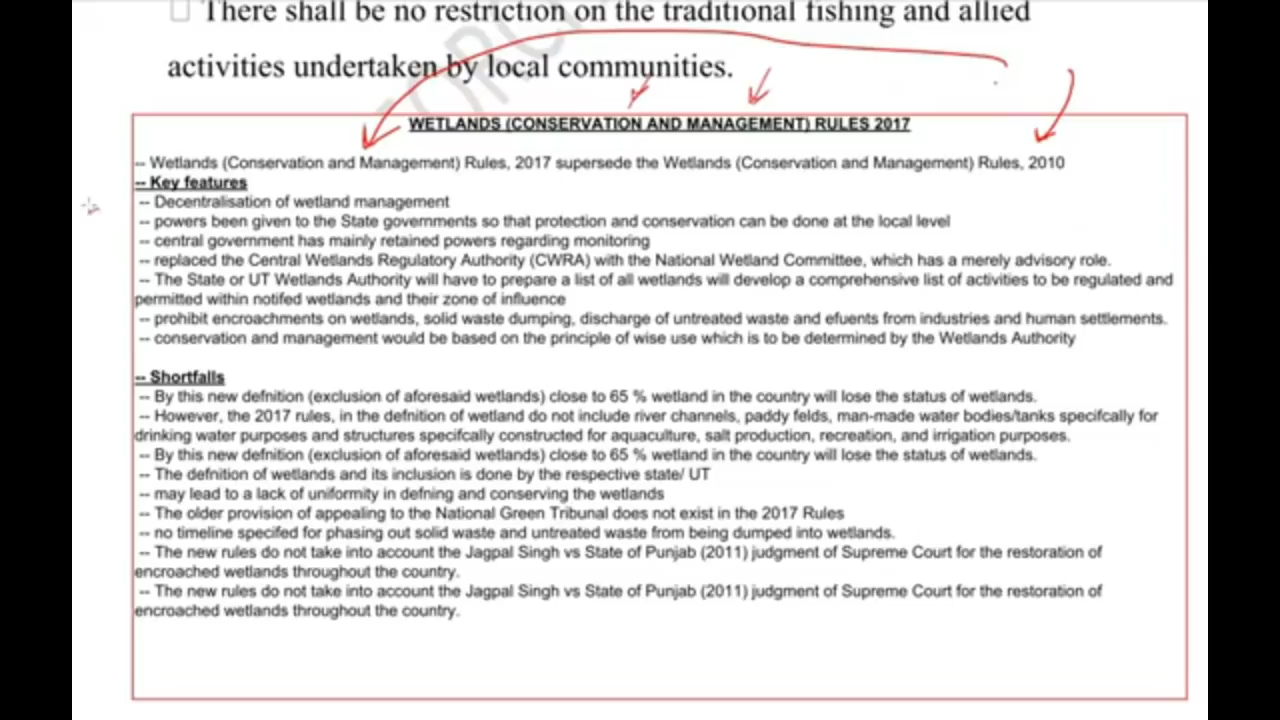 There shall be no restriction on the traditional fishing and allied
activities undertaken by local communities.
WETLANDS (CONSERVATION AND MANAGEMENT) RULES 2017
-- Wetlands (Conservation and Management) Rules, 2017 supersede the Wetlands (Conservation and Management) Rules, 2010
-- Key features
-- Decentralisation of wetland management
-- powers been given to the State governments so that protection and conservation can be done at the local level
-- central government has mainly retained powers regarding monitoring
-- replaced the Central Wetlands Regulatory Authority (CWRA) with the National Wetland Committee, which has a merely advisory role.
-- The State or UT Wetlands Authority will have to prepare a list of all wetlands will develop a comprehensive list of activities to be regulated and
permitted within notifed wetlands and their zone of influence
-- prohibit encroachments on wetlands, solid waste dumping, discharge of untreated waste and efuents from industries and human settlements.
-- conservation and management would be based on the principle of wise use which is to be determined by the Wetlands Authority
-- Shortfalls
-- By this new defnition (exclusion of aforesaid wetlands) close to 65 % wetland in the country will lose the status of wetlands.
-- However, the 2017 rules, in the defnition of wetland do not include river channels, paddy felds, man-made water bodies/tanks specifcally for
drinking water purposes and structures specifcally constructed for aquaculture, salt production, recreation, and irrigation purposes.
-- By this new defnition (exclusion of aforesaid wetlands) close to 65 % wetland in the country will lose the status of wetlands.
-- The defnition of wetlands and its inclusion is done by the respective state/ UT
-- may lead to a lack of uniformity in defning and conserving the wetlands
-- The older provision of appealing to the National Green Tribunal does not exist in the 2017 Rules
-- no timeline specifed for phasing out solid waste and untreated waste from being dumped into wetlands.
-- The new rules do not take into account the Jagpal Singh vs State of Punjab (2011) judgment of Supreme Court for the restoration of
encroached wetlands throughout the country.
-- The new rules do not take into account the Jagpal Singh vs State of Punjab (2011) judgment of Supreme Court for the restoration of
encroached wetlands throughout the country.